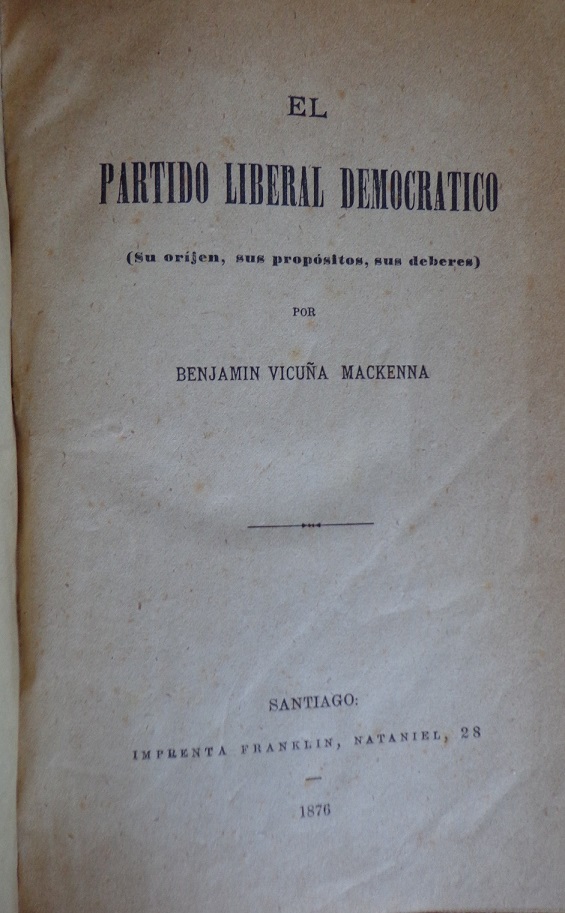 EL
PARTIDO LIBERAL DEMOCRATICO
(Su oríjen, sus propósitos, sus deberes)
POR
BENJAMIN VICUÑA MACKENNA
SANTIAGO:
IMPRENTA FRANKLIN, NATANIEL, 28
1876